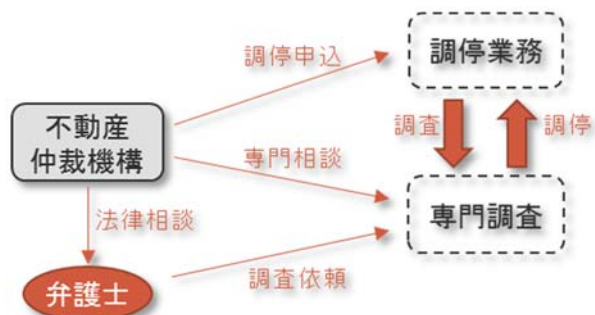 調停申込
調停業務
不動産
仲裁機構
調査
調停
専門相談
専門調査
法律相談
調査依頼
弁護士